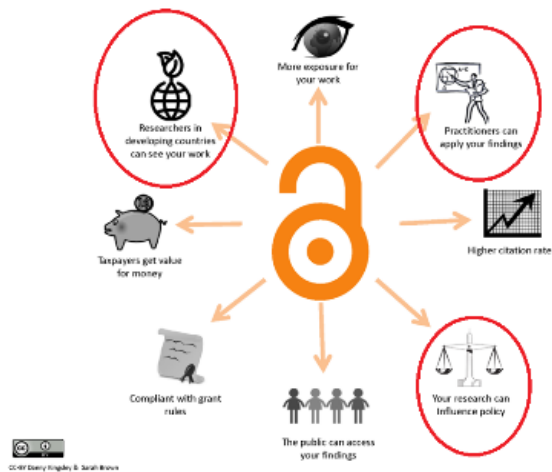 More exposure for
your work
Researchers in
developing countries
can see your work
Practitioners can
apply your findings
Taxpayers get value
for money
Higher citation rate
Compliant with grant
rules
Your research can
influence policy
The public can access
your findings
CC
BY
CC-BY Danny Kingsley & Sarah Brown